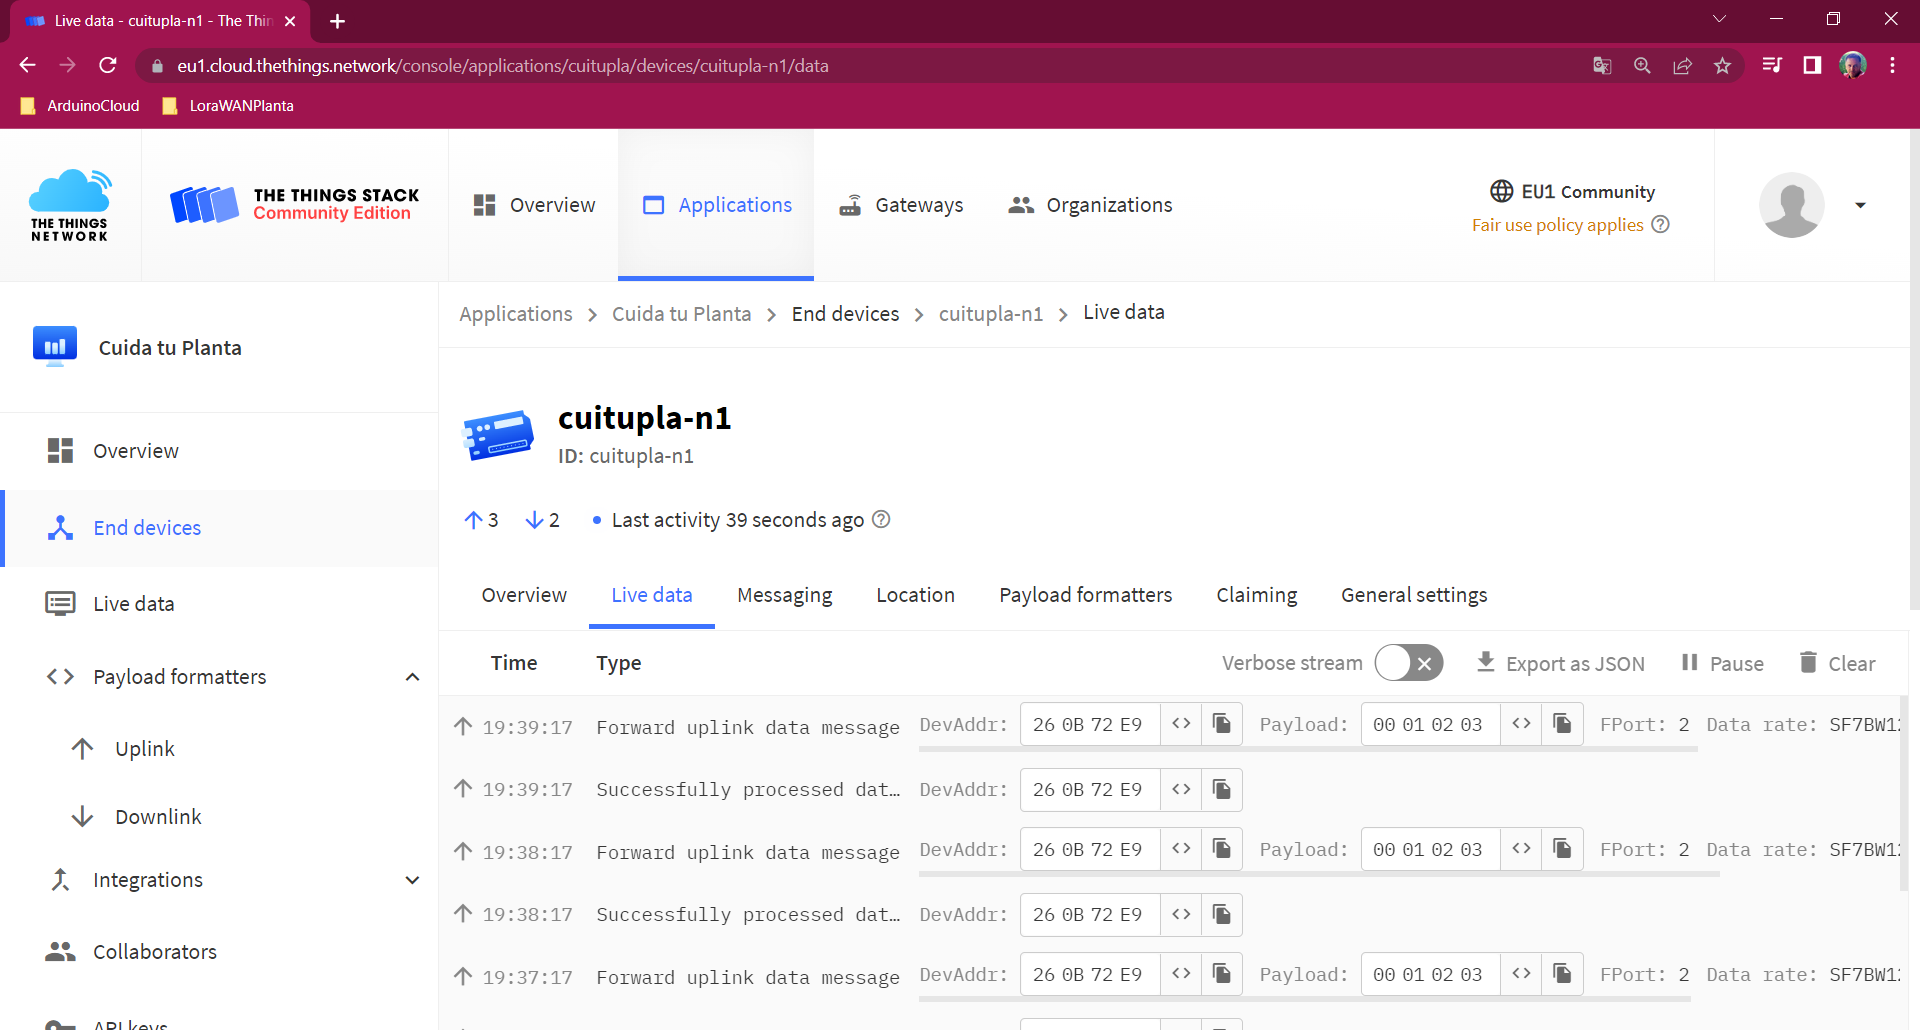 Live data - cuitupla-n1 - The Thin
eu1.cloud.thethings.network/console/applications/cuitupla/devices/cuitupla-n1/data
ArduinoCloud LoraWANPlanta
THE THINGS NETWORK
THE THINGS STACK
Community Edition
Overview Applications Gateways Organizations
EU1 Community
Fair use policy applies
Applications Cuida tu Planta End devices cuitupla-n1 Live data
Cuida tu Planta
Overview
End devices
Live data
Payload formatters
Uplink
Downlink
Integrations
Collaborators
API keys
cuitupla-n1
ID: cuitupla-n1
3 2 • Last activity 39 seconds ago
Overview Live data Messaging Location Payload formatters Claiming General settings
Time Type Verbose stream Export as JSON Pause Clear
19:39:17 Forward uplink data message DevAddr: 26 0B 72 E9 <> Payload: 00 01 02 03 <> FPort: 2 Data rate: SF7BW12
19:39:17 Successfully processed dat… DevAddr: 26 0B 72 E9 <>
19:38:17 Forward uplink data message DevAddr: 26 0B 72 E9 <> Payload: 00 01 02 03 <> FPort: 2 Data rate: SF7BW12
19:38:17 Successfully processed dat… DevAddr: 26 0B 72 E9 <>
19:37:17 Forward uplink data message DevAddr: 26 0B 72 E9 <> Payload: 00 01 02 03 <> FPort: 2 Data rate: SF7BW12